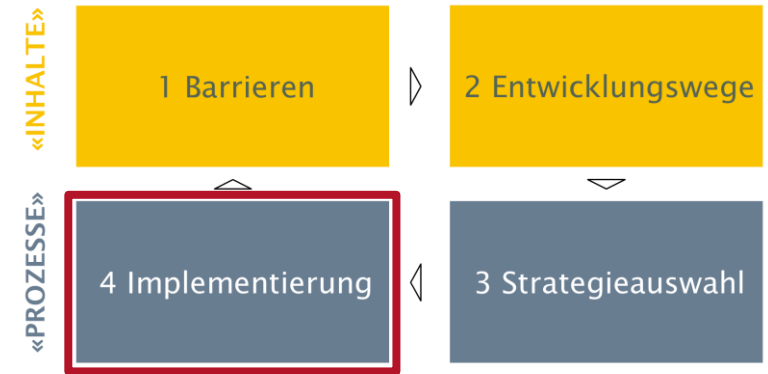 «INHALTE»
1 Barrieren
2 Entwicklungswege
«PROZESSE»
4 Implementierung
3 Strategieauswahl